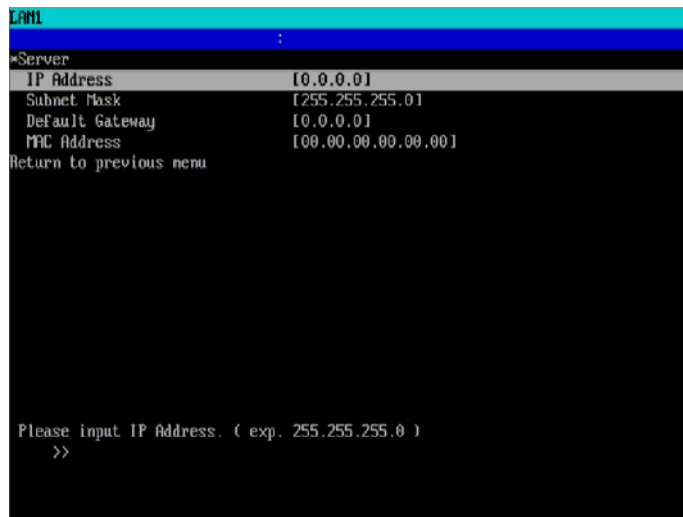 LAN1
:
*Server
IP Address [0.0.0.0]
Subnet Mask [255.255.255.0]
Default Gateway [0.0.0.0]
MAC Address [00.00.00.00.00.00]
Return to previous menu
Please input IP Address. ( exp. 255.255.255.0 )
>>